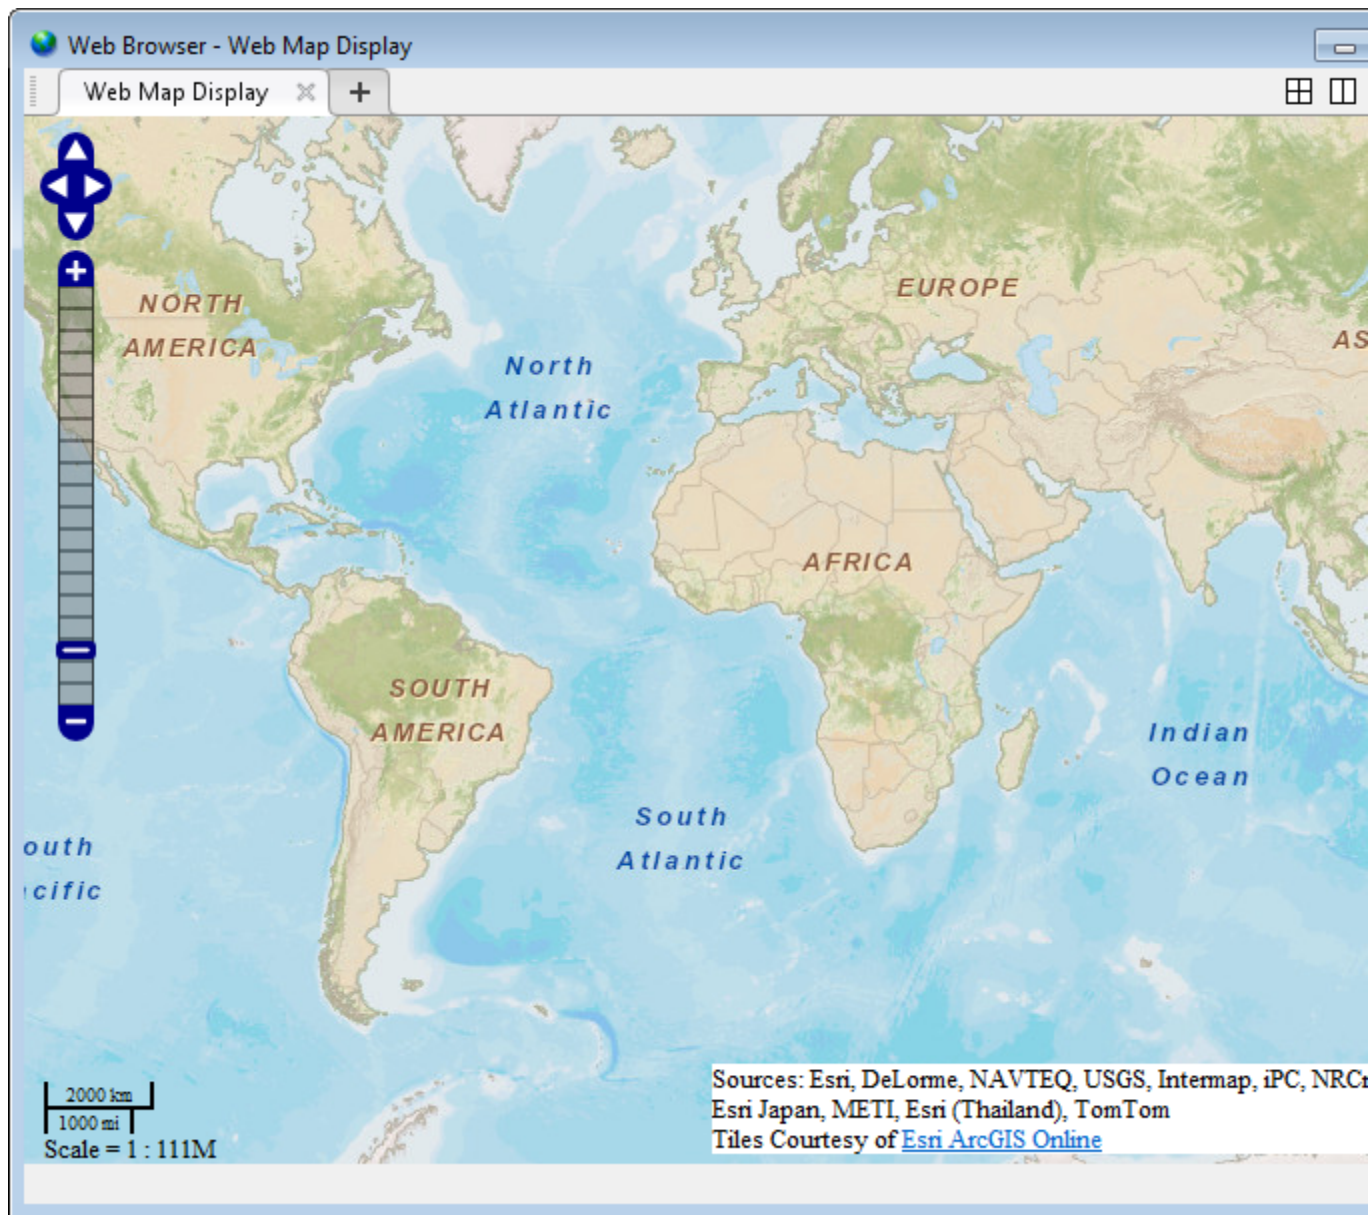 Web Browser - Web Map Display
Web Map Display
NORTH
AMERICA
EUROPE
AS
North
Atlantic
AFRICA
SOUTH
AMERICA
Indian
Ocean
South
Atlantic
outh
cific
2000 km
1000 mi
Scale = 1 : 111M
Sources: Esri, DeLorme, NAVTEQ, USGS, Intermap, iPC, NRC
Esri Japan, METI, Esri (Thailand), TomTom
Tiles Courtesy of Esri ArcGIS Online